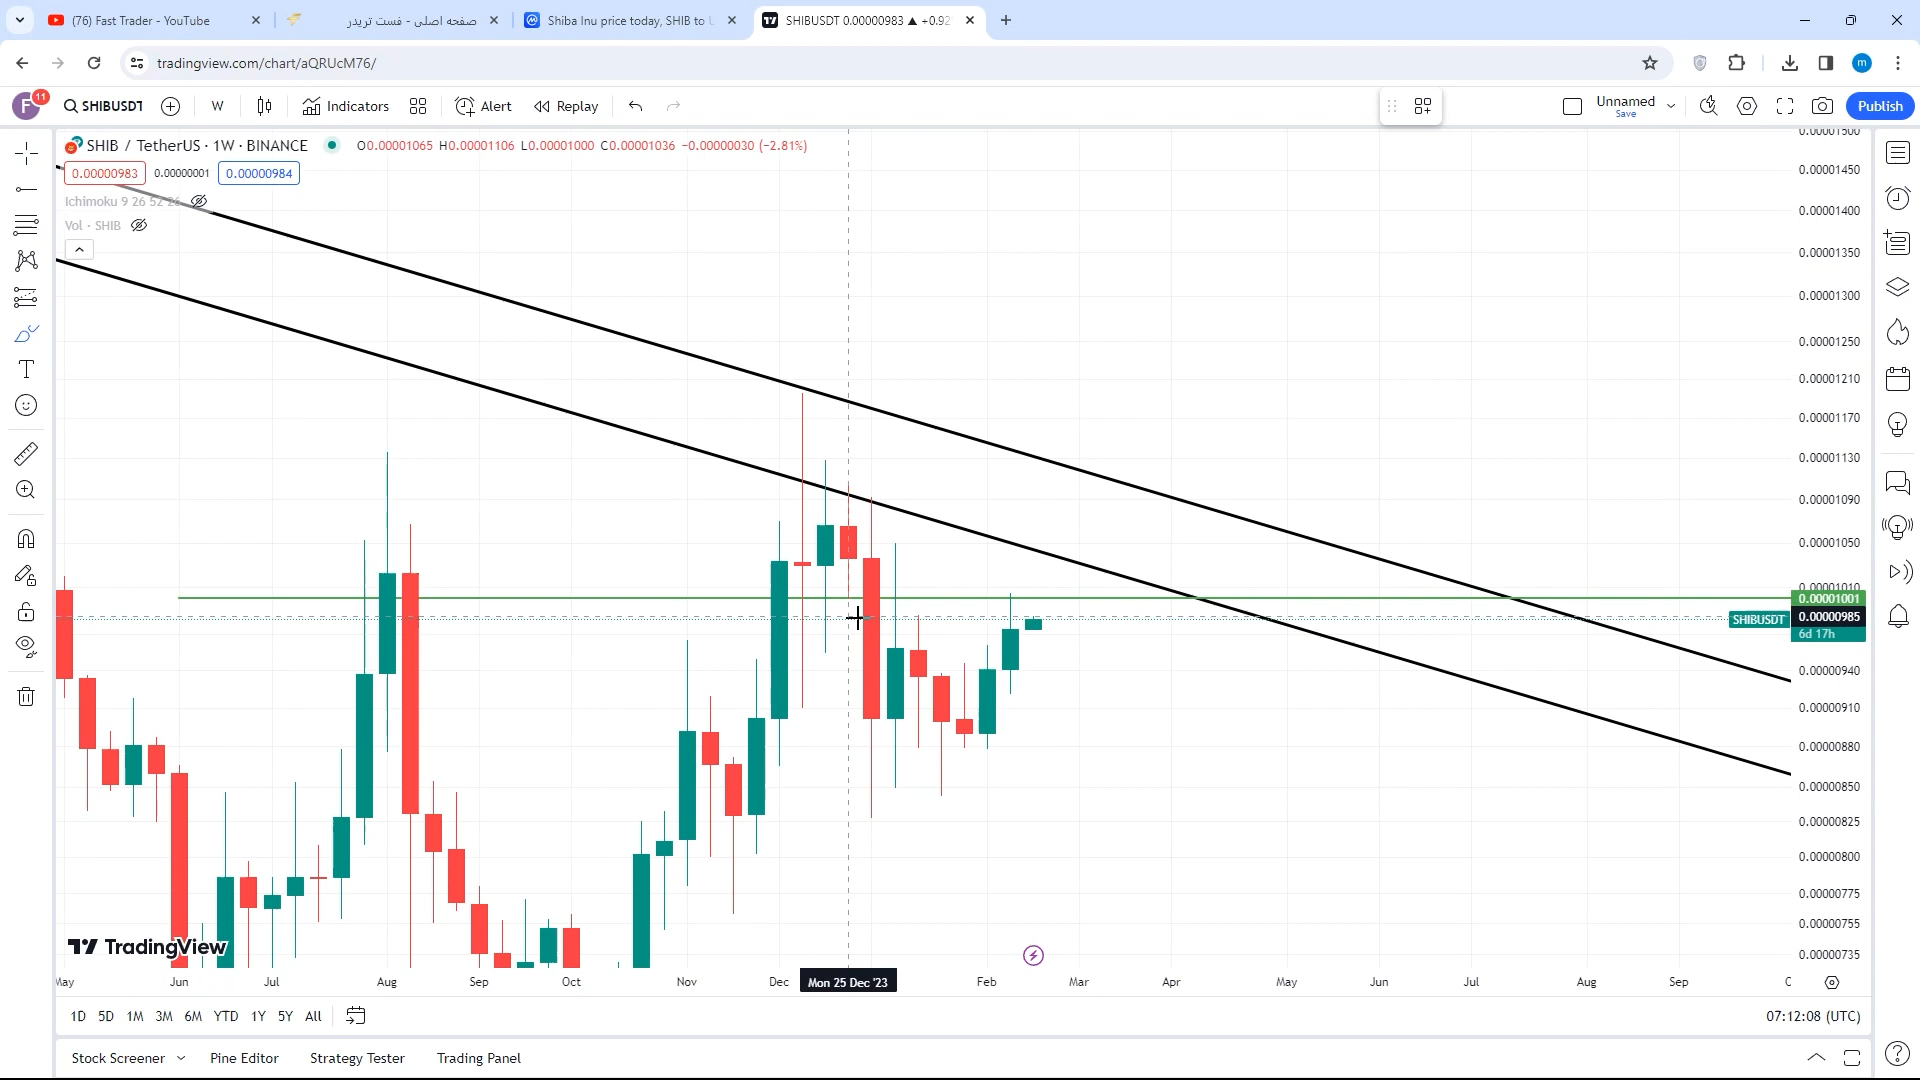 (76) Fast Trader - YouTube
صفحه اصلی - فست تریدر
Shiba Inu price today, SHIB to U
SHIBUSDT 0.00000983 ▲ +0.92
tradingview.com/chart/aQRUcM76/
F
11
SHIBUSDT
W
Indicators
Alert
Replay
Unnamed
Save
Publish
m
SHIB / TetherUS · 1W · BINANCE
O0.00001065 H0.00001106 L0.00001000 C0.00001036 −0.00000030 (−2.81%)
0.00000983
0.00000001
0.00000984
Ichimoku 9 26 52 26
Vol · SHIB
0.00001500
0.00001450
0.00001400
0.00001350
0.00001300
0.00001250
0.00001210
0.00001170
0.00001130
0.00001090
0.00001050
0.00001010
0.00001001
SHIBUSDT
0.00000985
6d 17h
0.00000940
0.00000910
0.00000880
0.00000850
0.00000825
0.00000800
0.00000775
0.00000755
0.00000735
TradingView
May
Jun
Jul
Aug
Sep
Oct
Nov
Dec
Mon 25 Dec '23
Feb
Mar
Apr
May
Jun
Jul
Aug
Sep
1D 5D 1M 3M 6M YTD 1Y 5Y All
07:12:08 (UTC)
Stock Screener
Pine Editor
Strategy Tester
Trading Panel